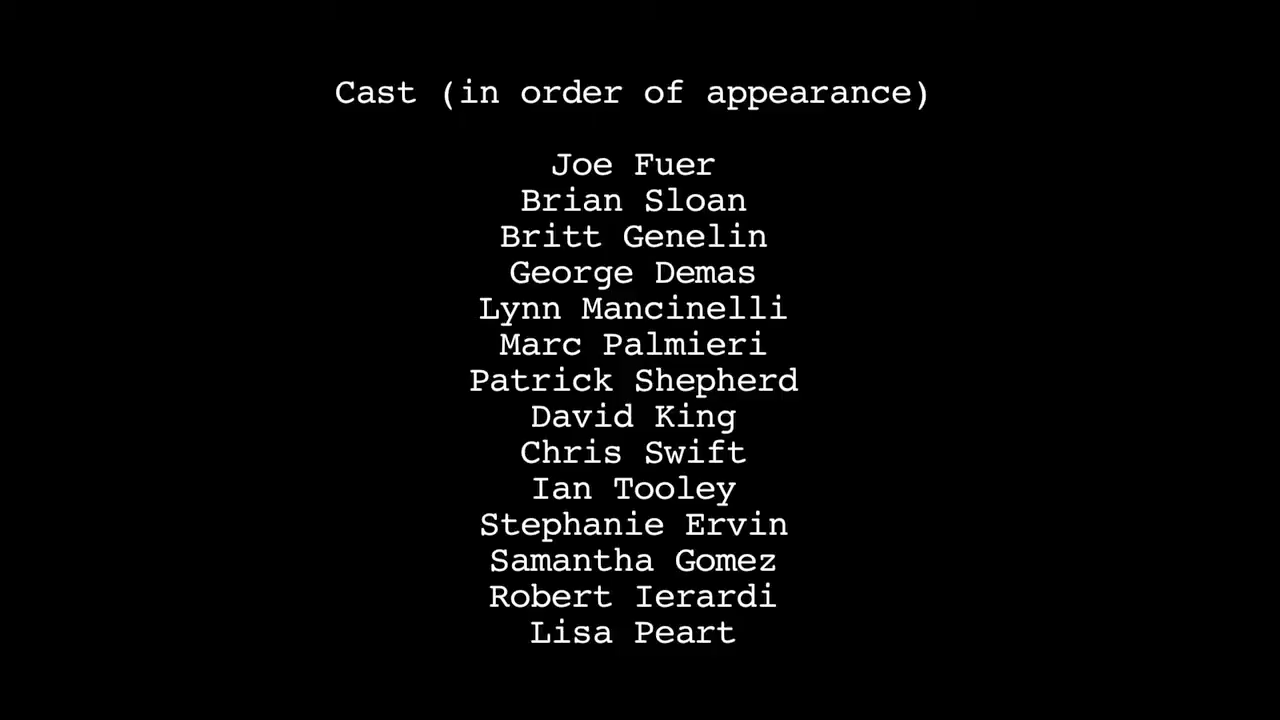 Cast (in order of appearance)
Joe Fuer
Brian Sloan
Britt Genelin
George Demas
Lynn Mancinelli
Marc Palmieri
Patrick Shepherd
David King
Chris Swift
Ian Tooley
Stephanie Ervin
Samantha Gomez
Robert Ierardi
Lisa Peart